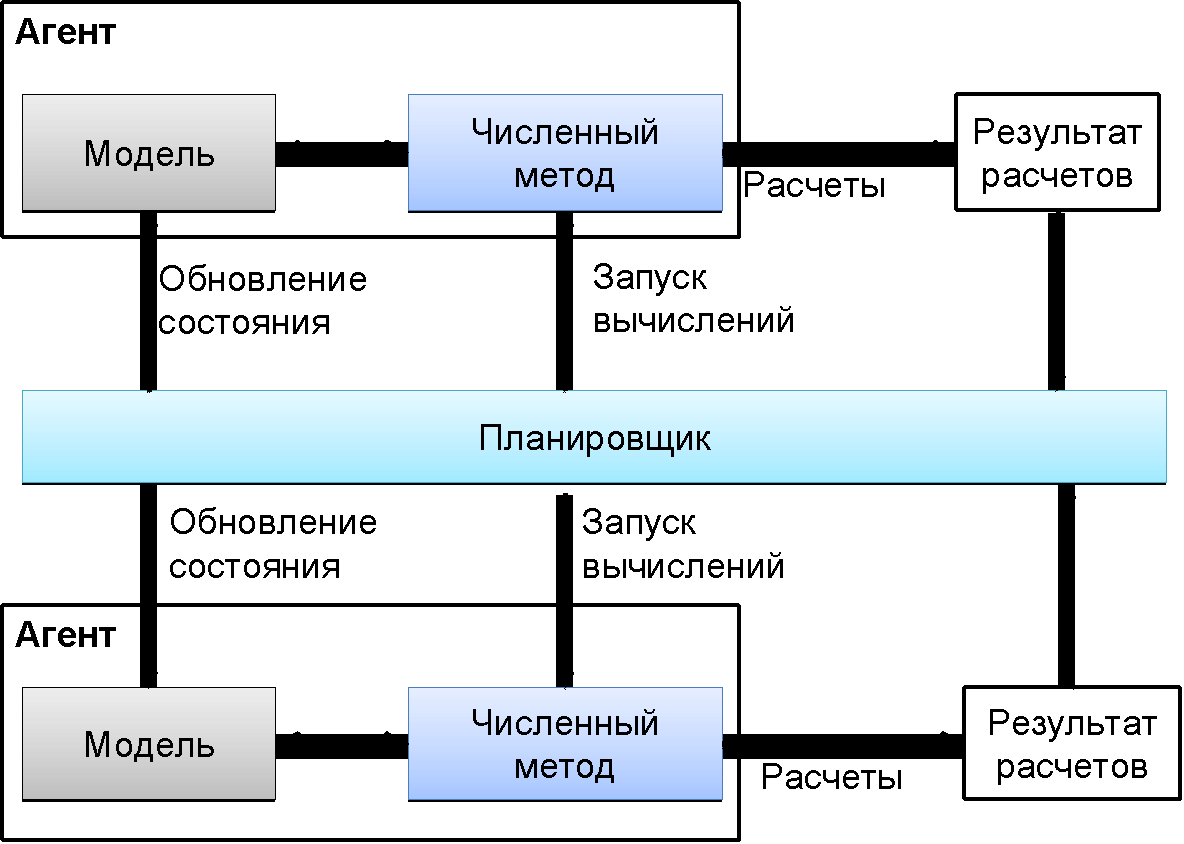 Агент
Модель
Численный
метод
Расчеты
Результат
расчетов
Обновление
состояния
Запуск
вычислений
Планировщик
Обновление
состояния
Запуск
вычислений
Агент
Модель
Численный
метод
Расчеты
Результат
расчетов